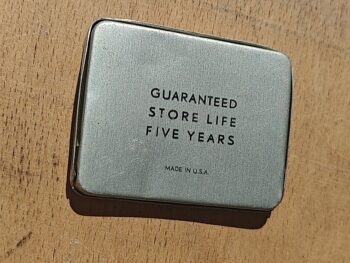 GUARANTEED
STORE LIFE
FIVE YEARS
MADE IN U.S.A.